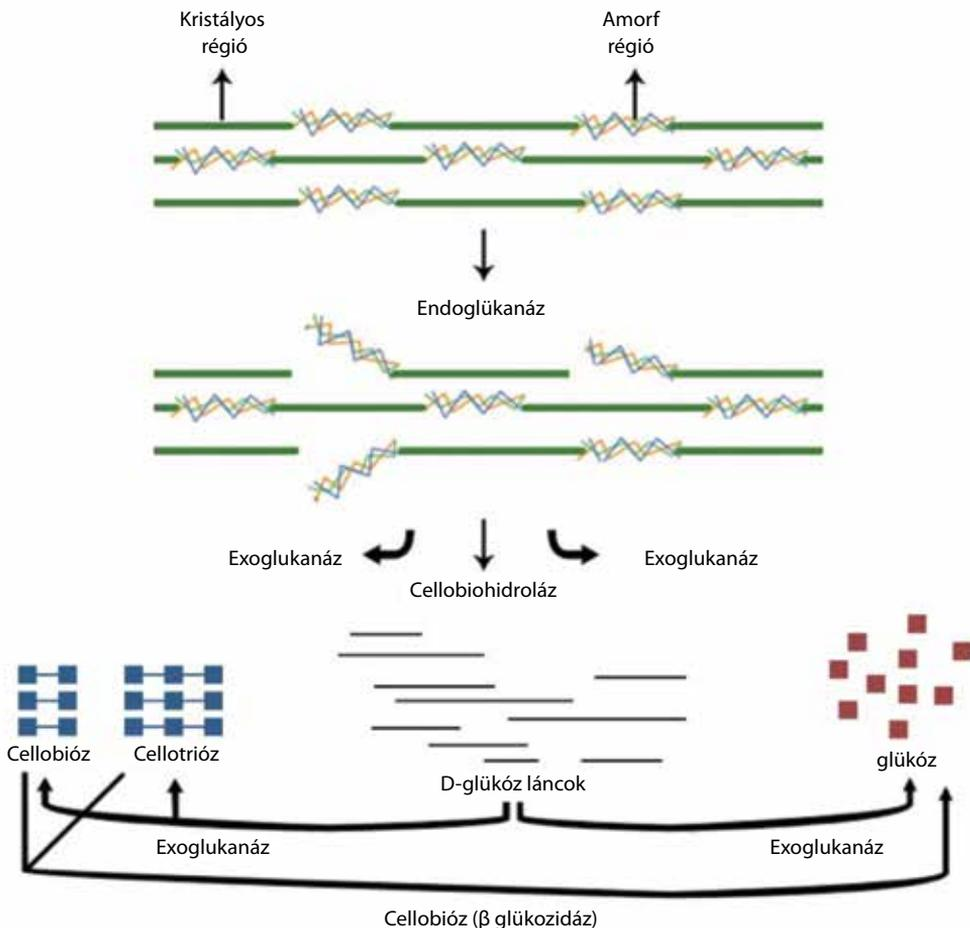 Kristályos
régió
Amorf
régió
Endoglükanáz
Exoglukanáz
Exoglukanáz
Cellobiohidroláz
Cellobióz
Cellotrióz
D-glükóz láncok
glükóz
Exoglukanáz
Exoglukanáz
Cellobióz (β glükozidáz)